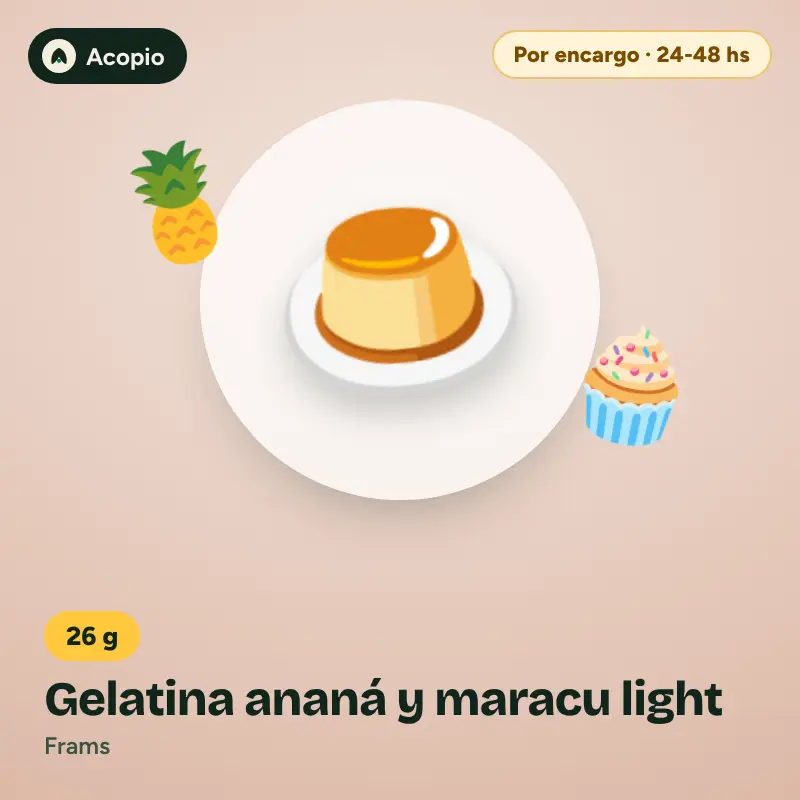 Acopio
Por encargo · 24-48 hs
26 g
Gelatina ananá y maracu light
Frams